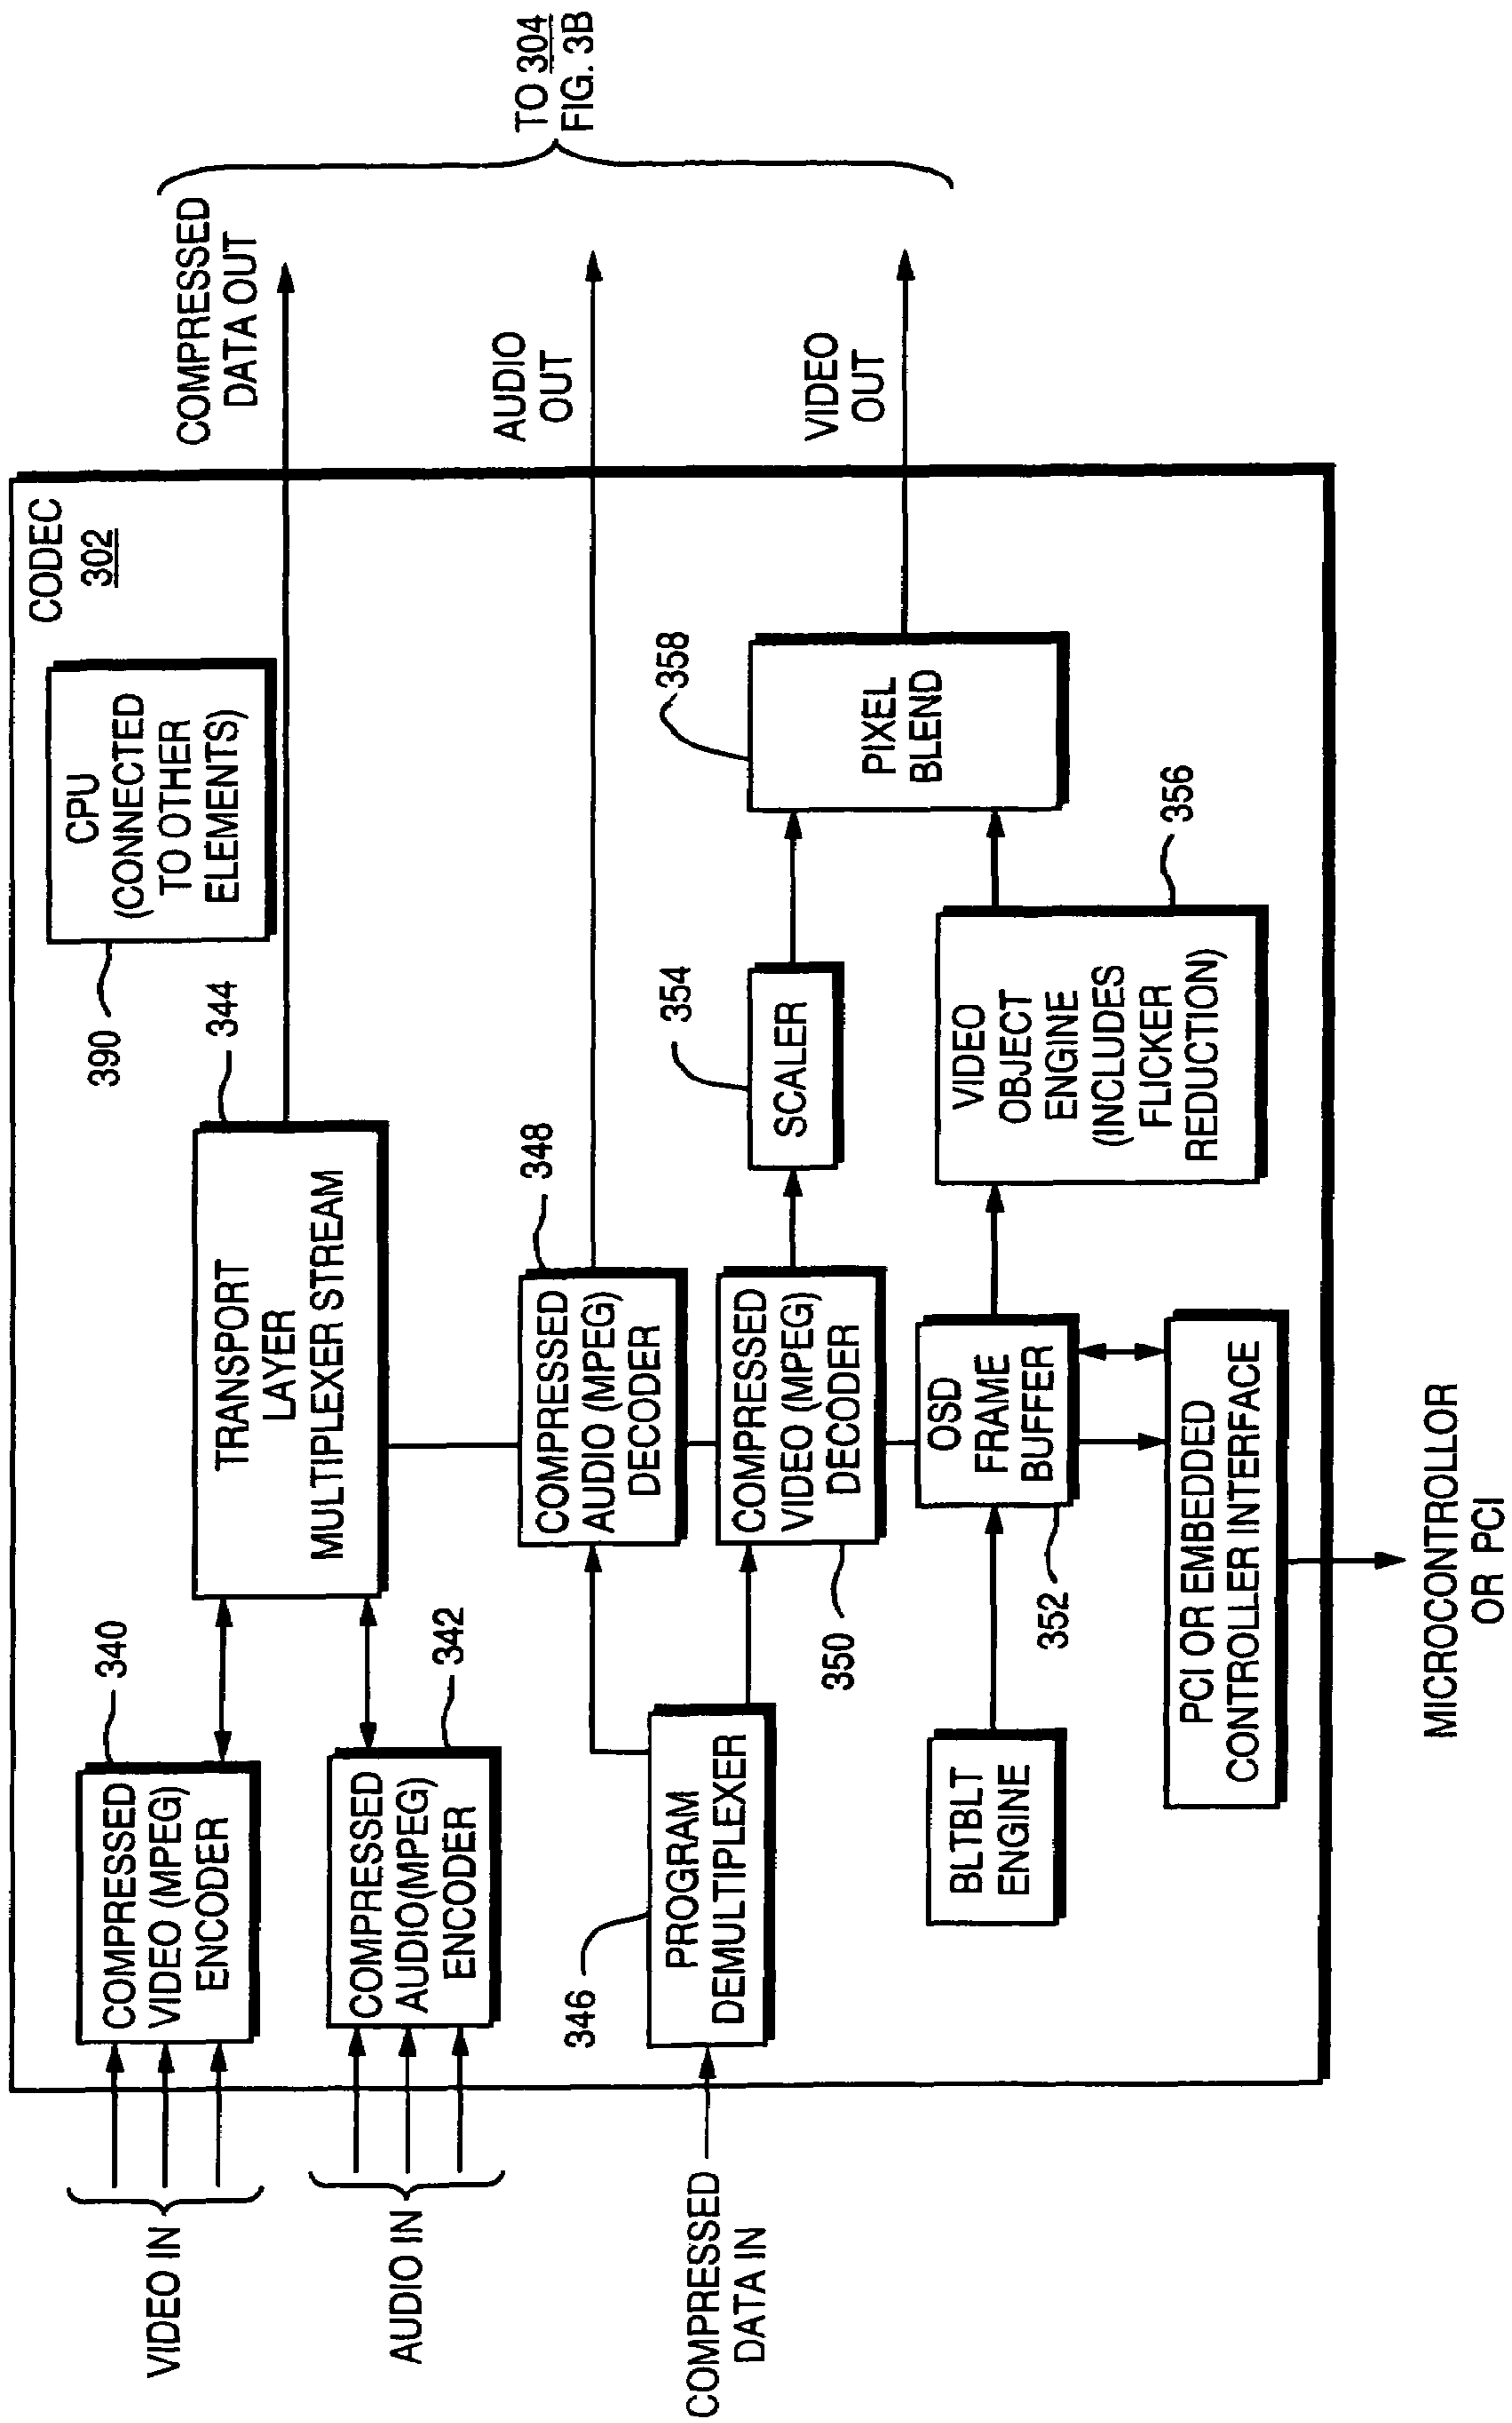 CODEC
302
CPU
(CONNECTED
TO OTHER
ELEMENTS)
390
COMPRESSED
DATA OUT
TO 304
FIG. 3B
VIDEO IN
COMPRESSED
VIDEO (MPEG)
ENCODER
340
TRANSPORT
LAYER
MULTIPLEXER STREAM
344
AUDIO IN
COMPRESSED
AUDIO(MPEG)
ENCODER
342
AUDIO
OUT
COMPRESSED
AUDIO (MPEG)
DECODER
348
COMPRESSED
DATA IN
346
PROGRAM
DEMULTIPLEXER
COMPRESSED
VIDEO (MPEG)
DECODER
350
354
SCALER
358
PIXEL
BLEND
VIDEO
OUT
BLTBLT
ENGINE
OSD
FRAME
BUFFER
352
VIDEO
OBJECT
ENGINE
(INCLUDES
FLICKER
REDUCTION)
356
PCI OR EMBEDDED
CONTROLLER INTERFACE
MICROCONTROLLOR
OR PCI